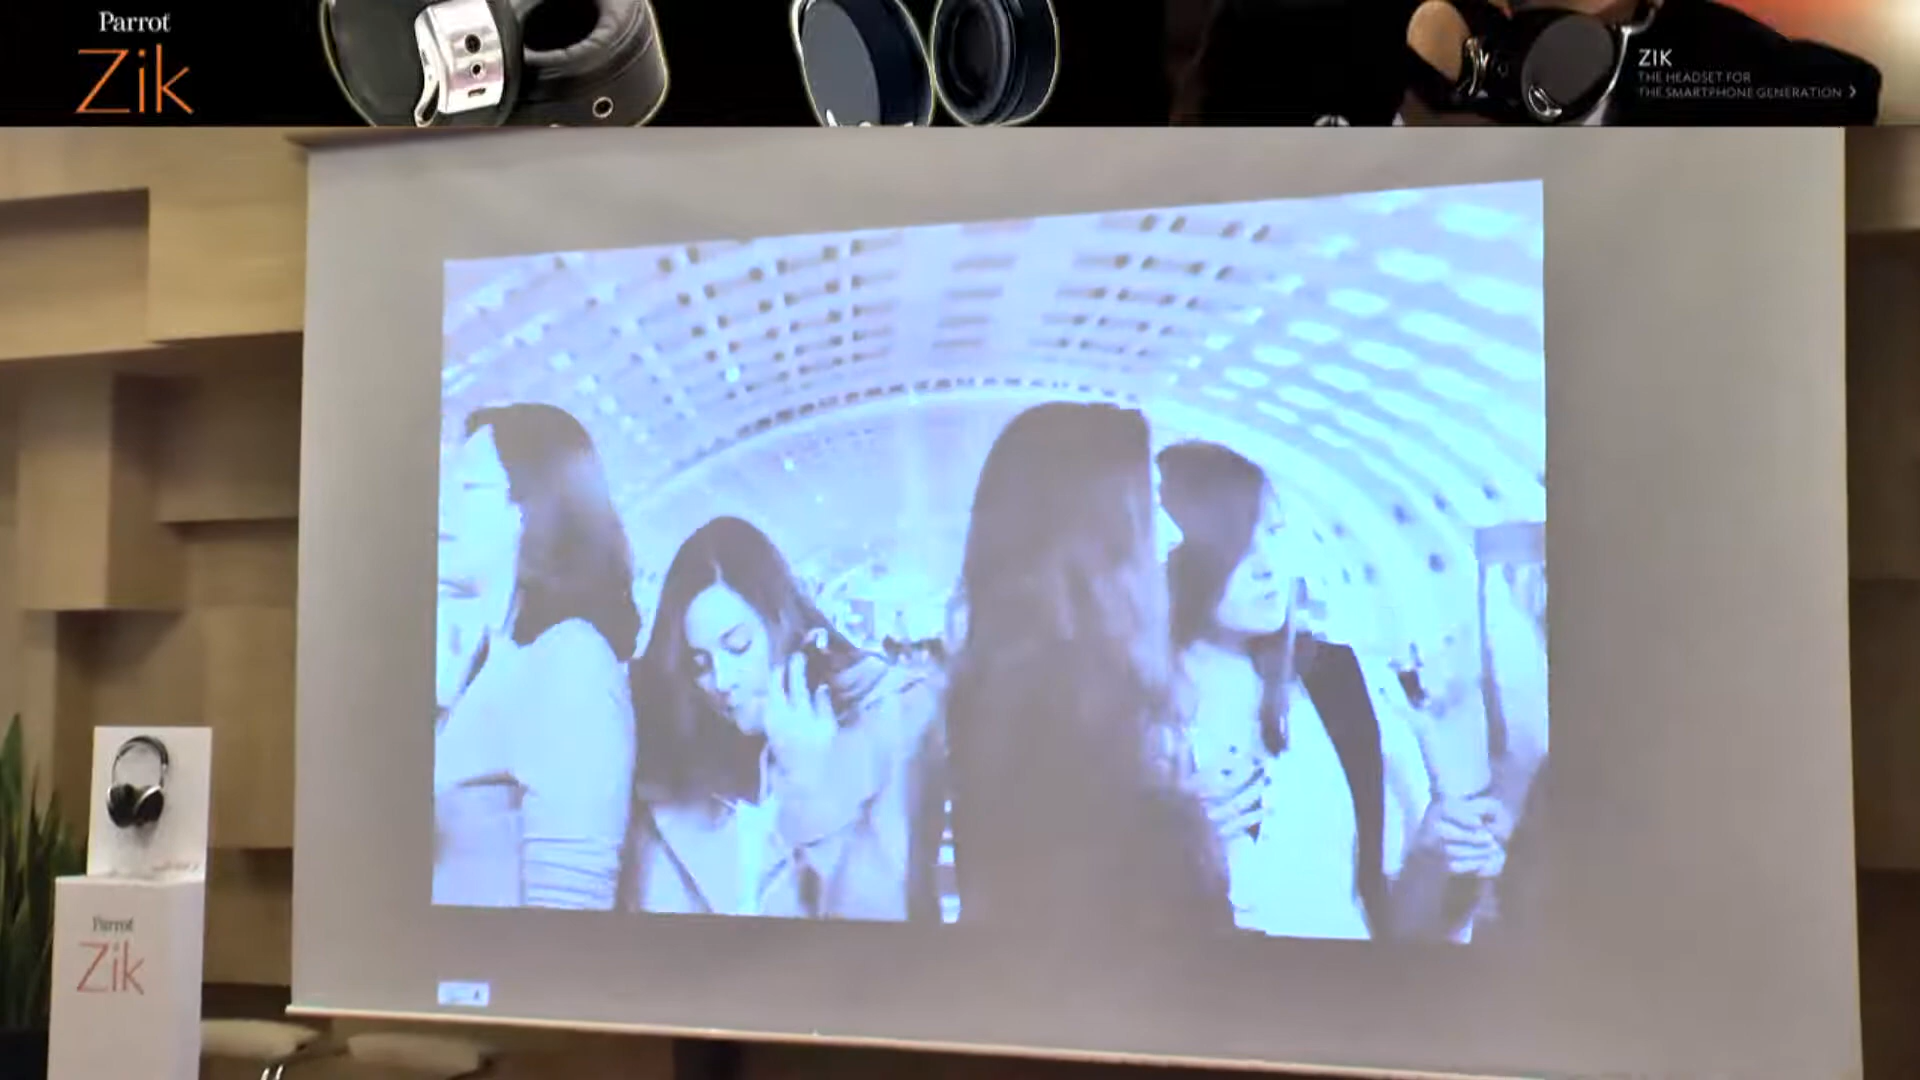 Parrot
Zik
ZIK
THE HEADSET FOR
THE SMARTPHONE GENERATION
Parrot
Zik